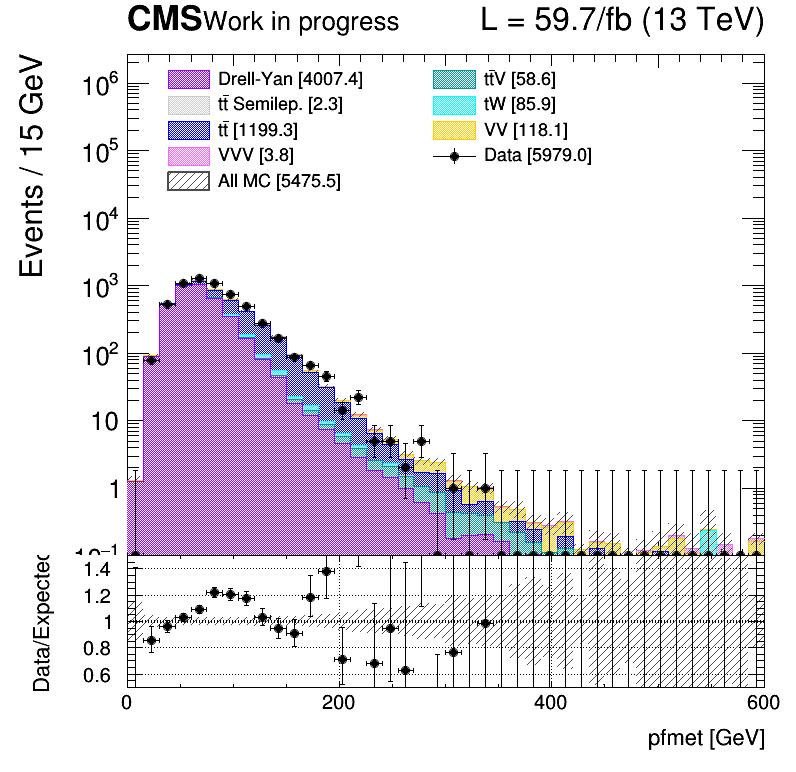 CMS Work in progress L = 59.7/fb (13 TeV)
Events / 15 GeV
10⁶
10⁵
10⁴
10³
10²
10
1
10⁻¹
Drell-Yan [4007.4]
tt̄ Semilep. [2.3]
tt̄ [1199.3]
VVV [3.8]
All MC [5475.5]
tt̄V [58.6]
tW [85.9]
VV [118.1]
Data [5979.0]
Data/Expected
1.4
1.2
1
0.8
0.6
0 200 400 600
pfmet [GeV]